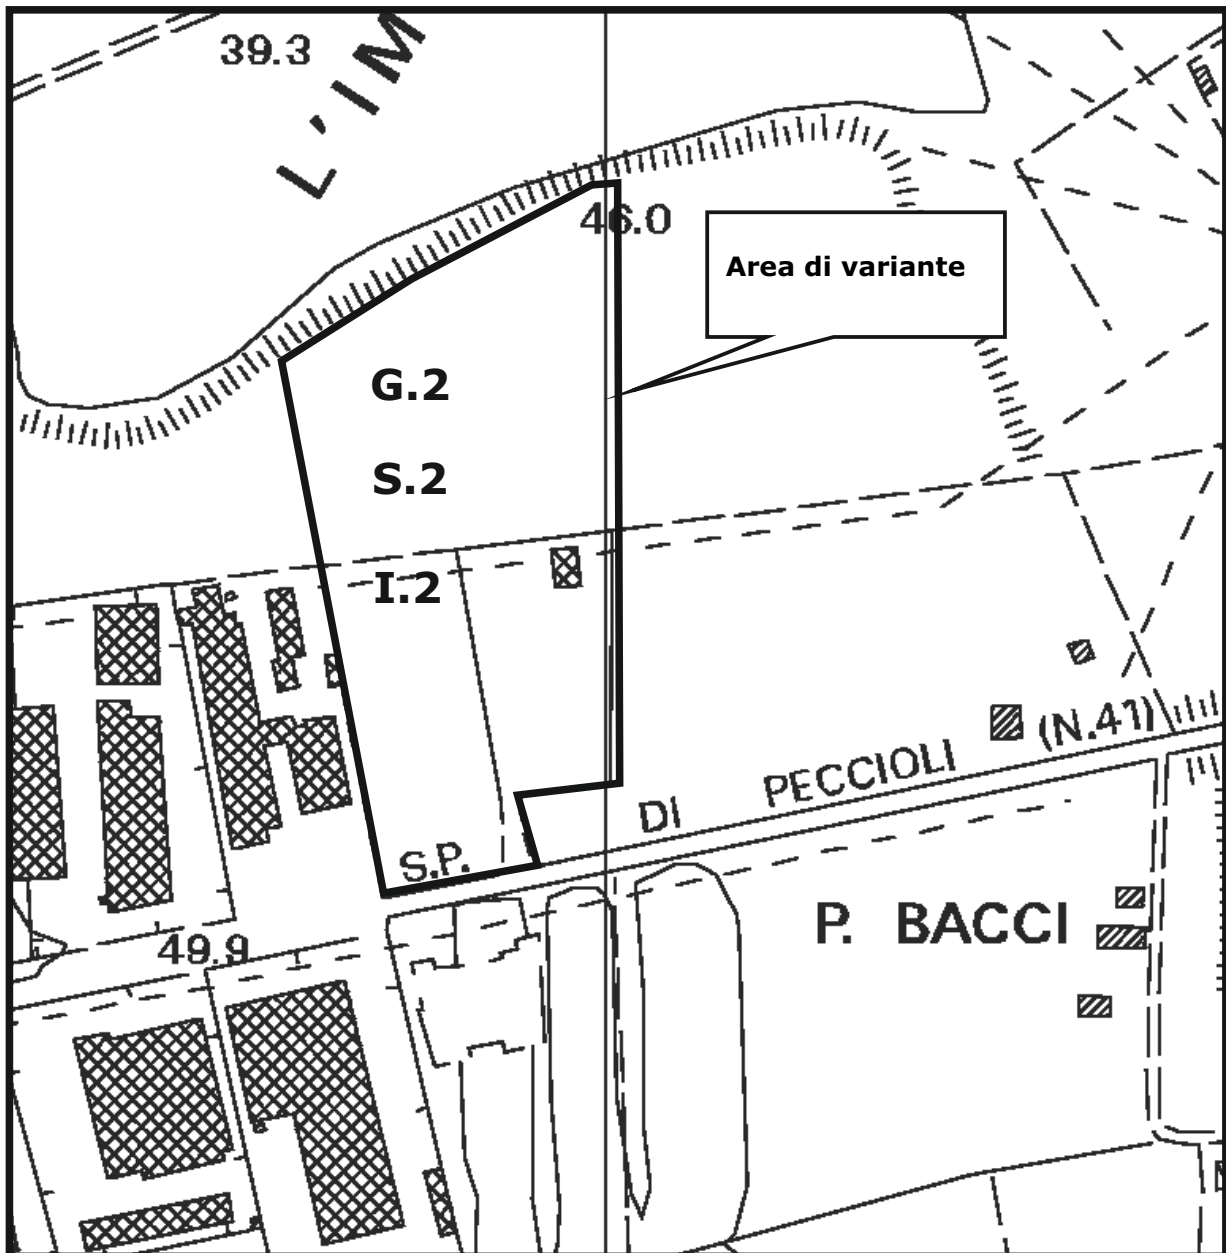 39.3
L'IM
46.0
Area di variante
G.2
S.2
I.2
S.P. DI PECCIOLI (N.41)
P. BACCI
49.9